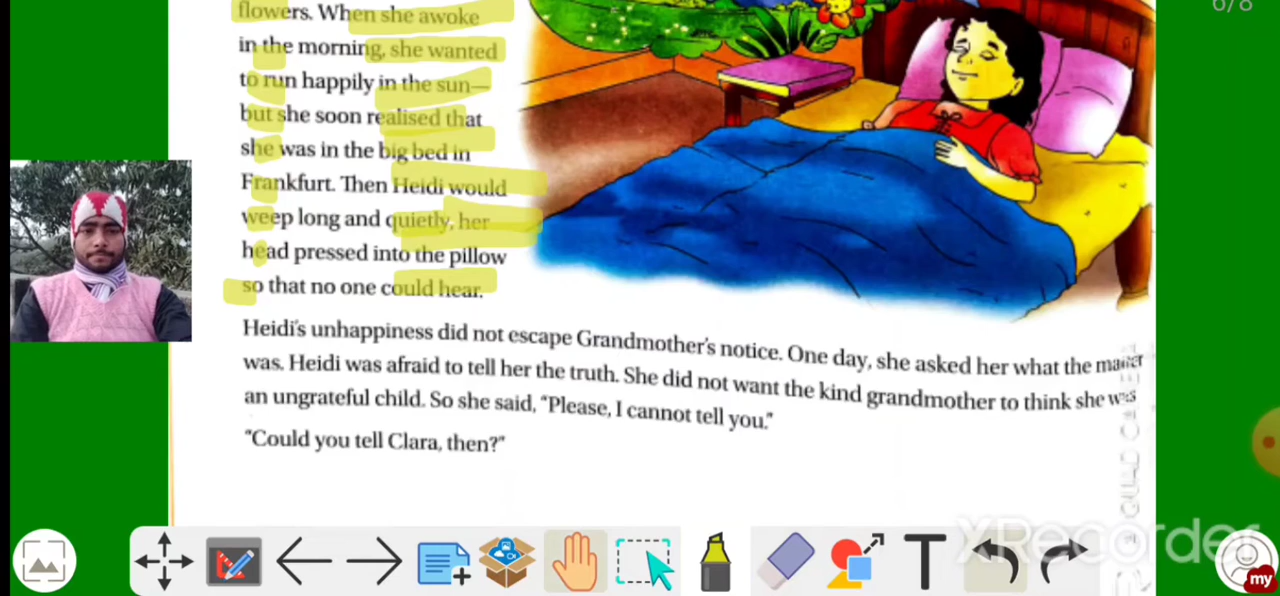 6/8
flowers. When she awoke
in the morning, she wanted
to run happily in the sun—
but she soon realised that
she was in the big bed in
Frankfurt. Then Heidi would
weep long and quietly, her
head pressed into the pillow
so that no one could hear.
Heidi's unhappiness did not escape Grandmother's notice. One day, she asked her what the matter
was. Heidi was afraid to tell her the truth. She did not want the kind grandmother to think she was
an ungrateful child. So she said, “Please, I cannot tell you.”
“Could you tell Clara, then?”
XRecorder
my